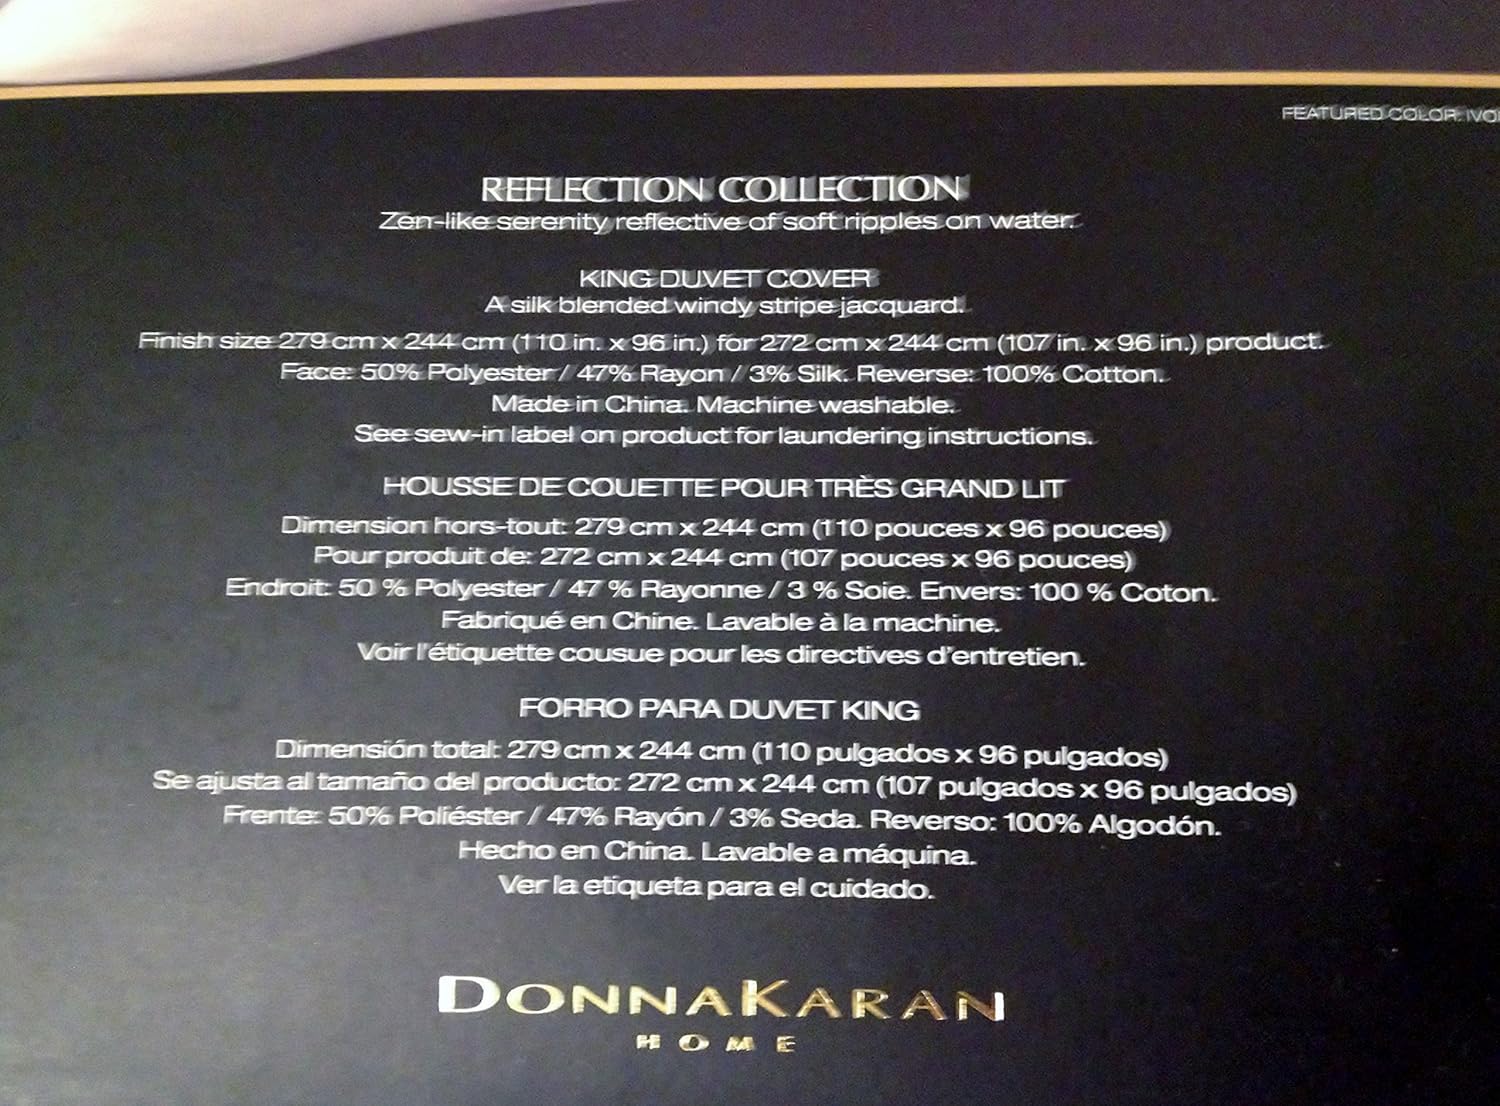 FEATURED COLOR:
REFLECTION COLLECTION
Zen-like serenity reflective of soft ripples on water.
KING DUVET COVER
A silk blended windy stripe jacquard.
Finish size 279 cm x 244 cm (110 in. x 96 in.) for 272 cm x 244 cm (107 in. x 96 in.) product.
Face: 50% Polyester / 47% Rayon / 3% Silk. Reverse: 100% Cotton.
Made in China. Machine washable.
See sew-in label on product for laundering instructions.
HOUSSE DE COUETTE POUR TRÈS GRAND LIT
Dimension hors-tout: 279 cm x 244 cm (110 pouces x 96 pouces)
Pour produit de: 272 cm x 244 cm (107 pouces x 96 pouces)
Endroit: 50 % Polyester / 47 % Rayonne / 3 % Soie. Envers: 100 % Coton.
Fabriqué en Chine. Lavable à la machine.
Voir l'étiquette cousue pour les directives d'entretien.
FORRO PARA DUVET KING
Dimensión total: 279 cm x 244 cm (110 pulgados x 96 pulgados)
Se ajusta al tamaño del producto: 272 cm x 244 cm (107 pulgados x 96 pulgados)
Frente: 50% Poliéster / 47% Rayón / 3% Seda. Reverso: 100% Algodón.
Hecho en China. Lavable a máquina.
Ver la etiqueta para el cuidado.
DONNAKARAN
HOME